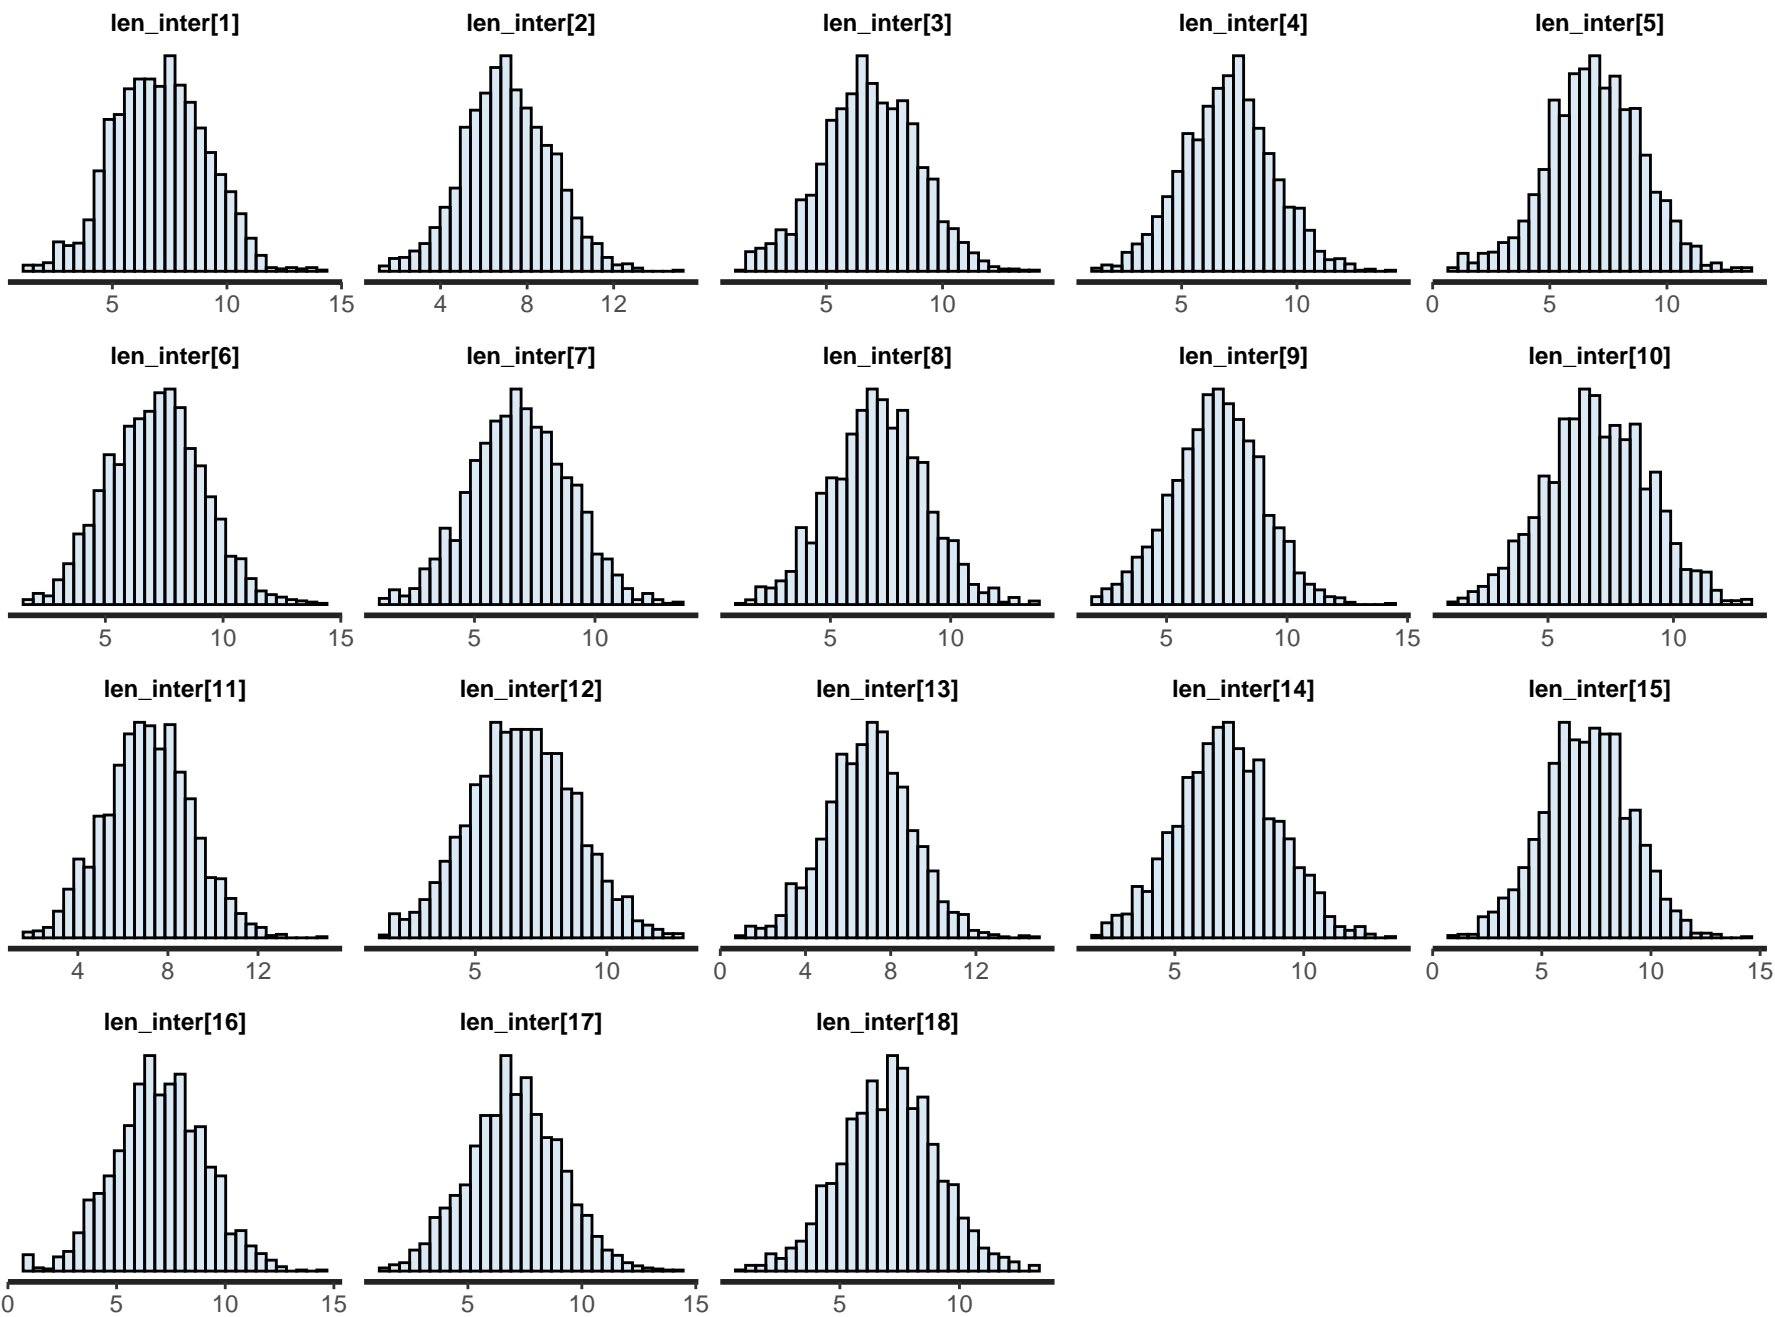 len_inter[1] len_inter[2] len_inter[3] len_inter[4] len_inter[5]
5 10 15 4 8 12 5 10 5 10 0 5 10
len_inter[6] len_inter[7] len_inter[8] len_inter[9] len_inter[10]
5 10 15 5 10 5 10 5 10 15 5 10
len_inter[11] len_inter[12] len_inter[13] len_inter[14] len_inter[15]
4 8 12 5 10 0 4 8 12 5 10 0 5 10 15
len_inter[16] len_inter[17] len_inter[18]
0 5 10 15 5 10 15 5 10